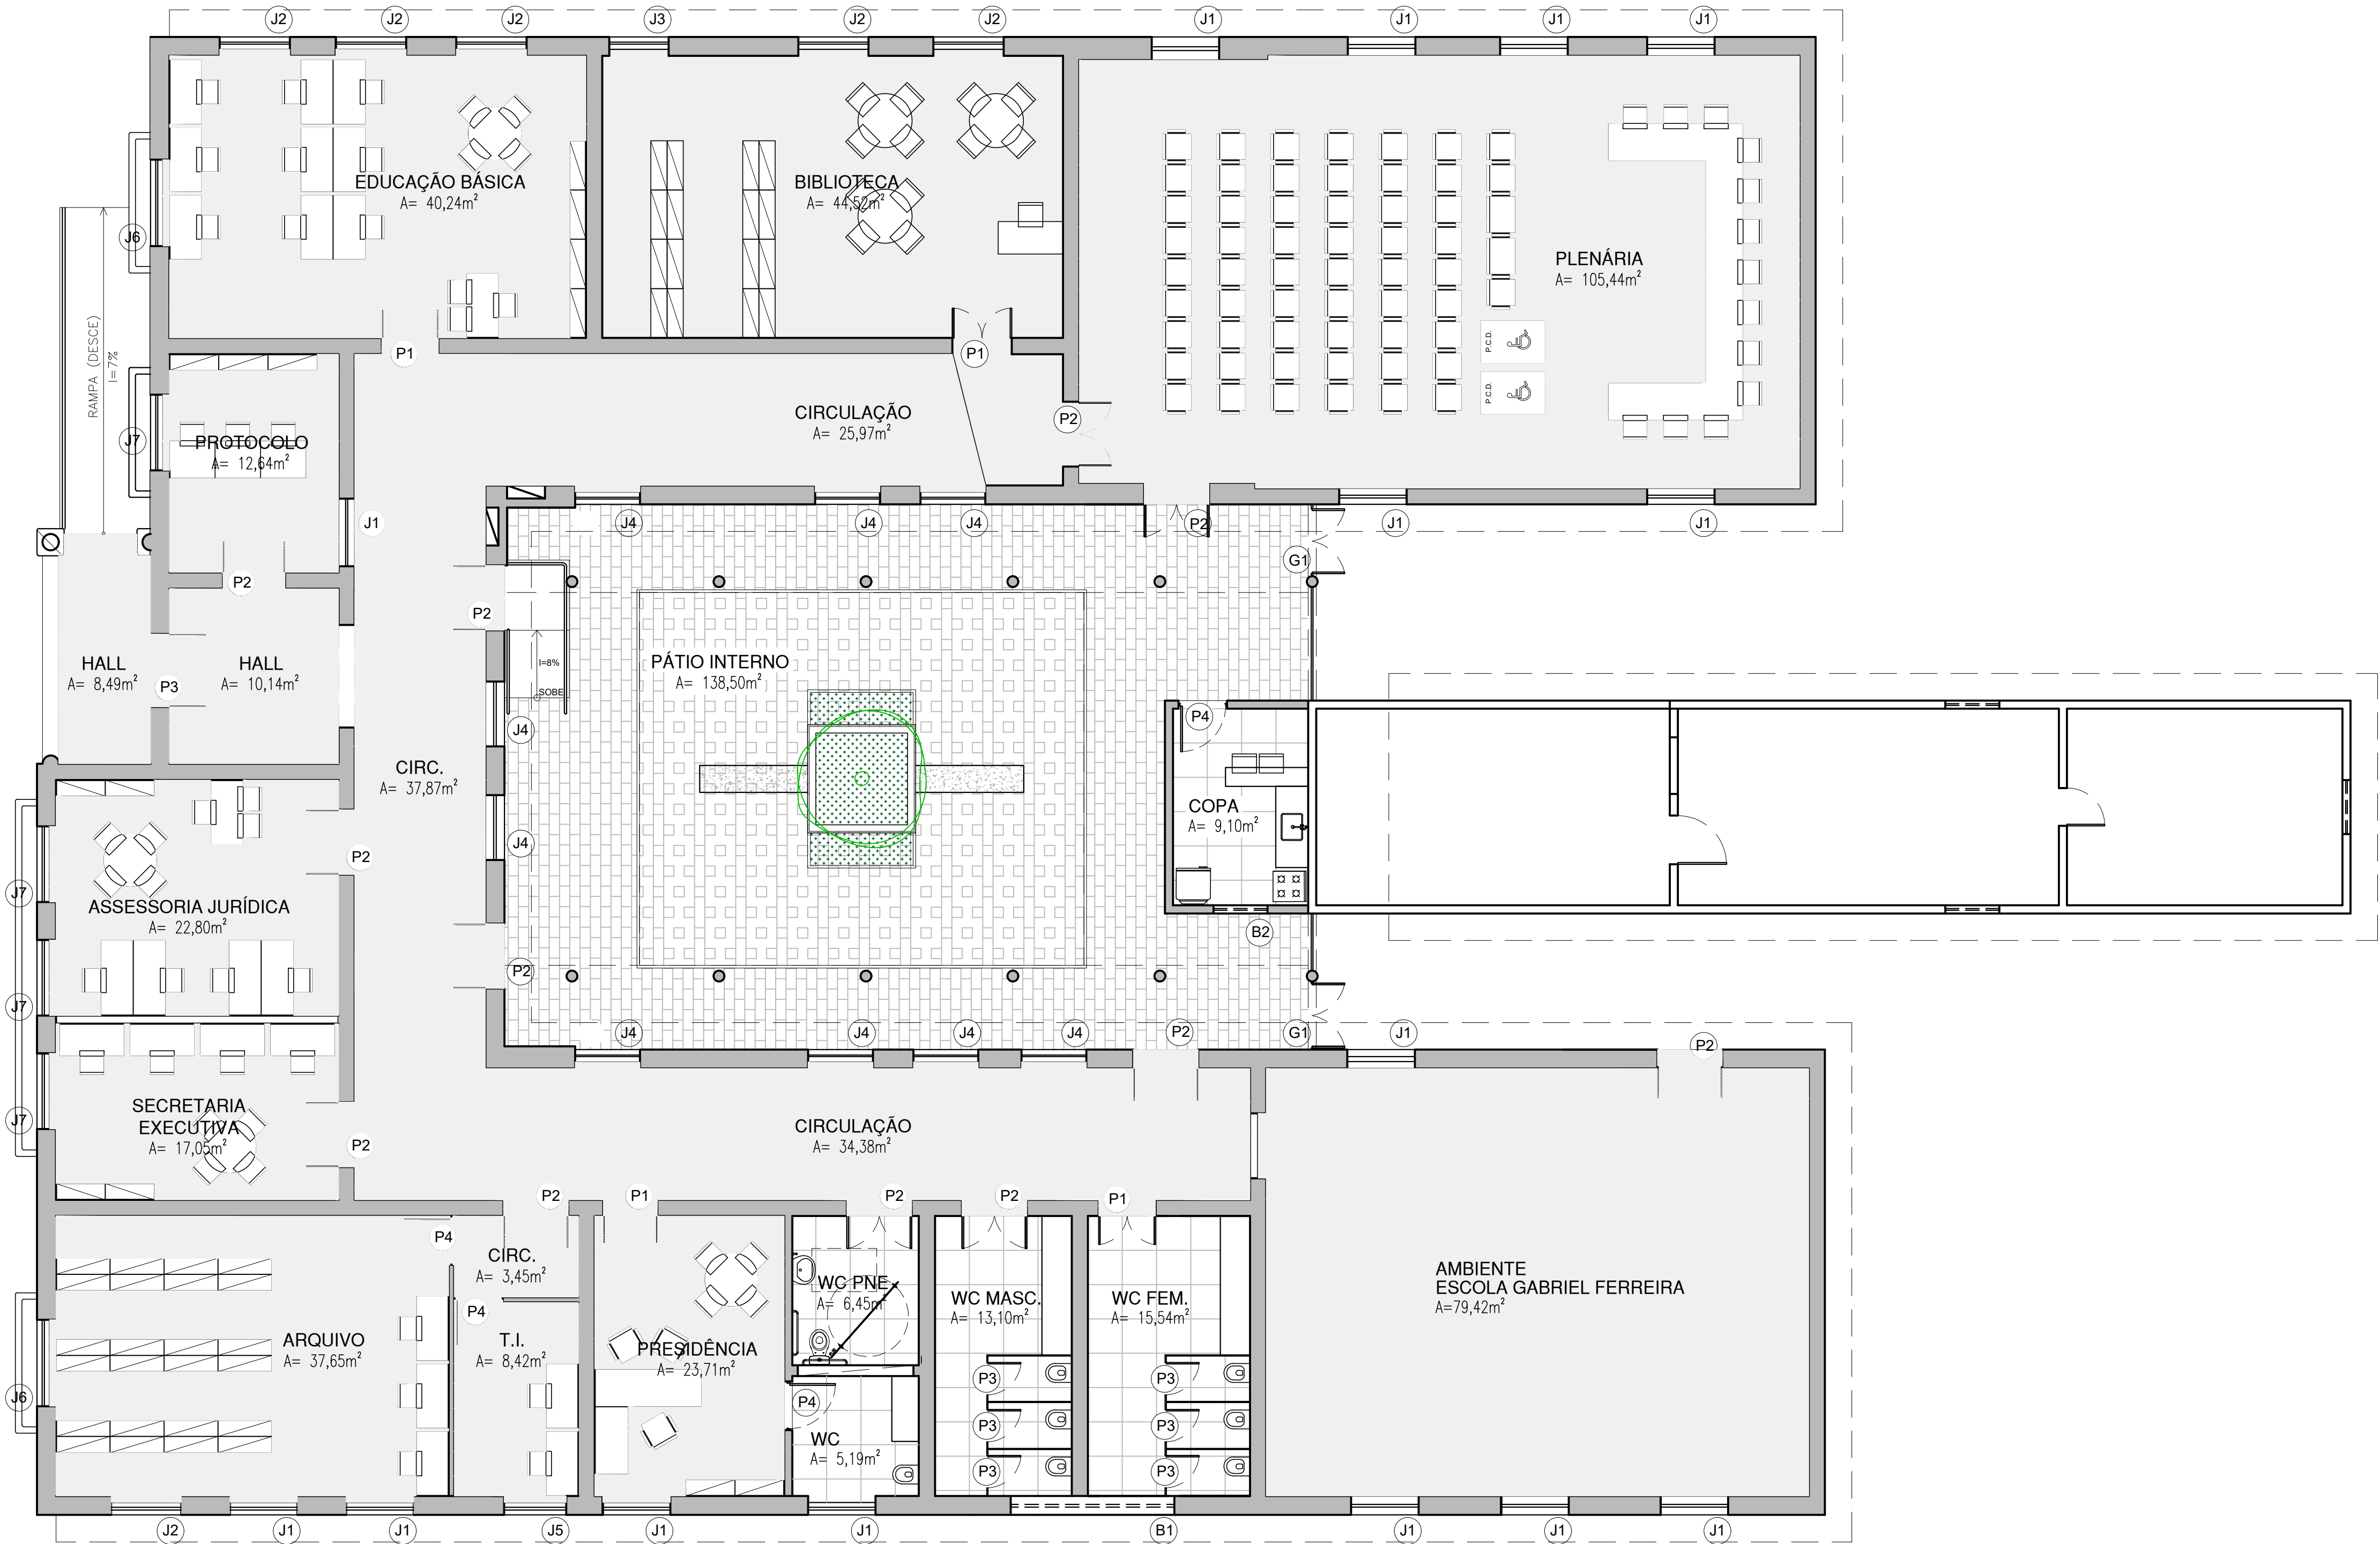 J2
J2
J2
J3
J2
J2
J1
J1
J1
J1
EDUCAÇÃO BÁSICA
A= 40,24m²
BIBLIOTECA
A= 44,52m²
PLENÁRIA
A= 105,44m²
J6
RAMPA (DESCE)
I=7%
P.C.D.
P.C.D.
P1
P1
CIRCULAÇÃO
A= 25,97m²
P2
J7
PROTOCOLO
A= 12,64m²
J1
J4
J4
J4
P2
J1
J1
G1
P2
P2
HALL
A= 8,49m²
P3
HALL
A= 10,14m²
I=8%
SOBE
PÁTIO INTERNO
A= 138,50m²
J4
P4
CIRC.
A= 37,87m²
COPA
A= 9,10m²
J4
P2
J7
ASSESSORIA JURÍDICA
A= 22,80m²
B2
P2
J7
J4
J4
J4
J4
P2
G1
J1
P2
SECRETARIA
EXECUTIVA
A= 17,05m²
J7
P2
CIRCULAÇÃO
A= 34,38m²
P2
P1
P2
P2
P1
P4
CIRC.
A= 3,45m²
WC PNE
A= 6,45m²
WC MASC.
A= 13,10m²
WC FEM.
A= 15,54m²
AMBIENTE
ESCOLA GABRIEL FERREIRA
A=79,42m²
P4
ARQUIVO
A= 37,65m²
T.I.
A= 8,42m²
PRESIDÊNCIA
A= 23,71m²
P3
P3
J6
P4
P3
P3
WC
A= 5,19m²
P3
P3
J2
J1
J1
J5
J1
J1
B1
J1
J1
J1